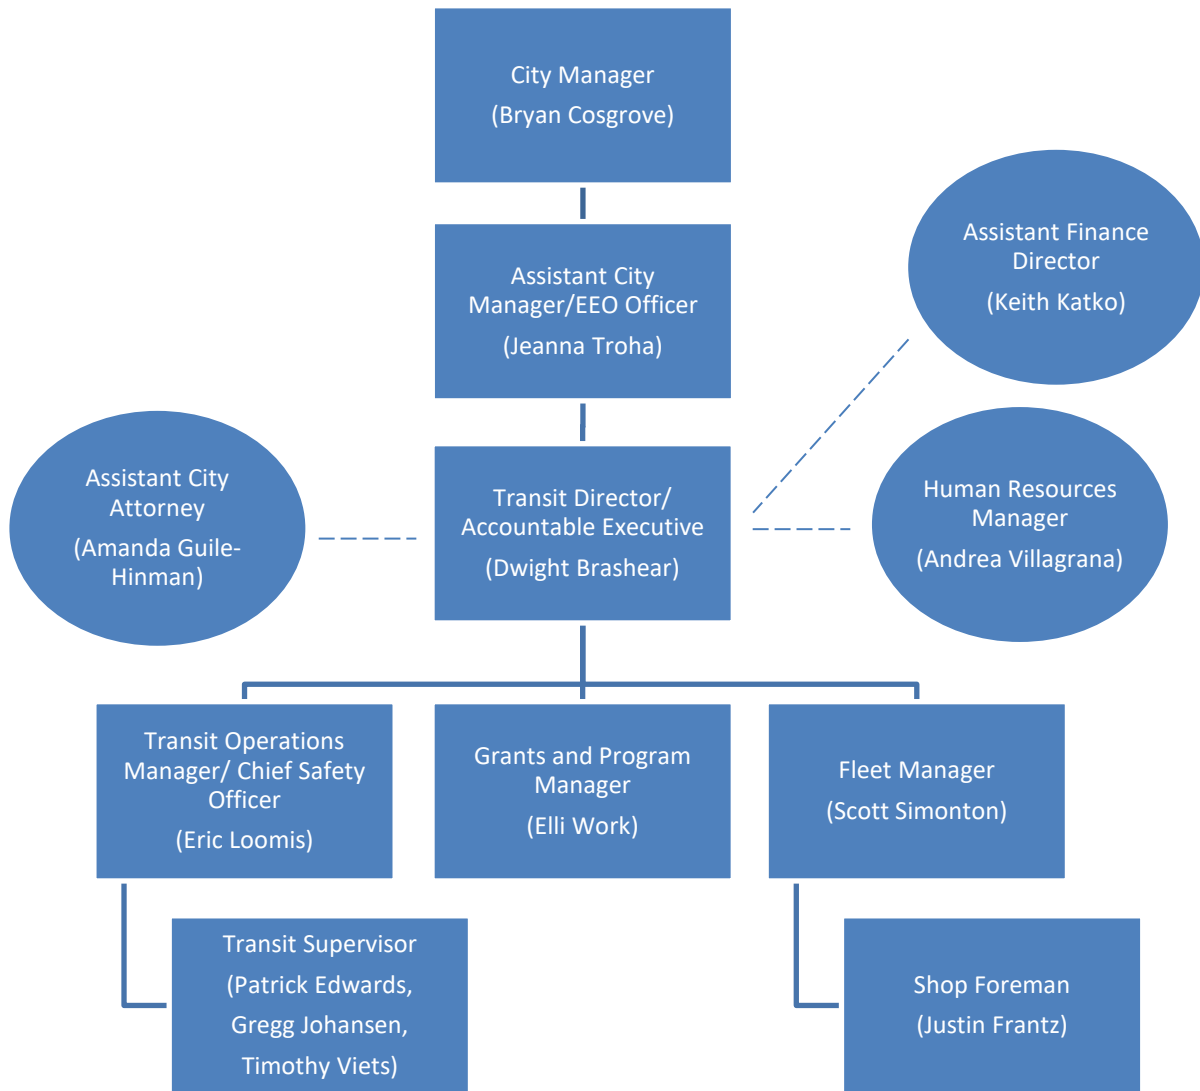 City Manager
(Bryan Cosgrove)
Assistant City
Manager/EEO Officer
(Jeanna Troha)
Assistant Finance
Director
(Keith Katko)
Assistant City
Attorney
(Amanda Guile-
Hinman)
Transit Director/
Accountable Executive
(Dwight Brashear)
Human Resources
Manager
(Andrea Villagrana)
Transit Operations
Manager/ Chief Safety
Officer
(Eric Loomis)
Grants and Program
Manager
(Elli Work)
Fleet Manager
(Scott Simonton)
Transit Supervisor
(Patrick Edwards,
Gregg Johansen,
Timothy Viets)
Shop Foreman
(Justin Frantz)